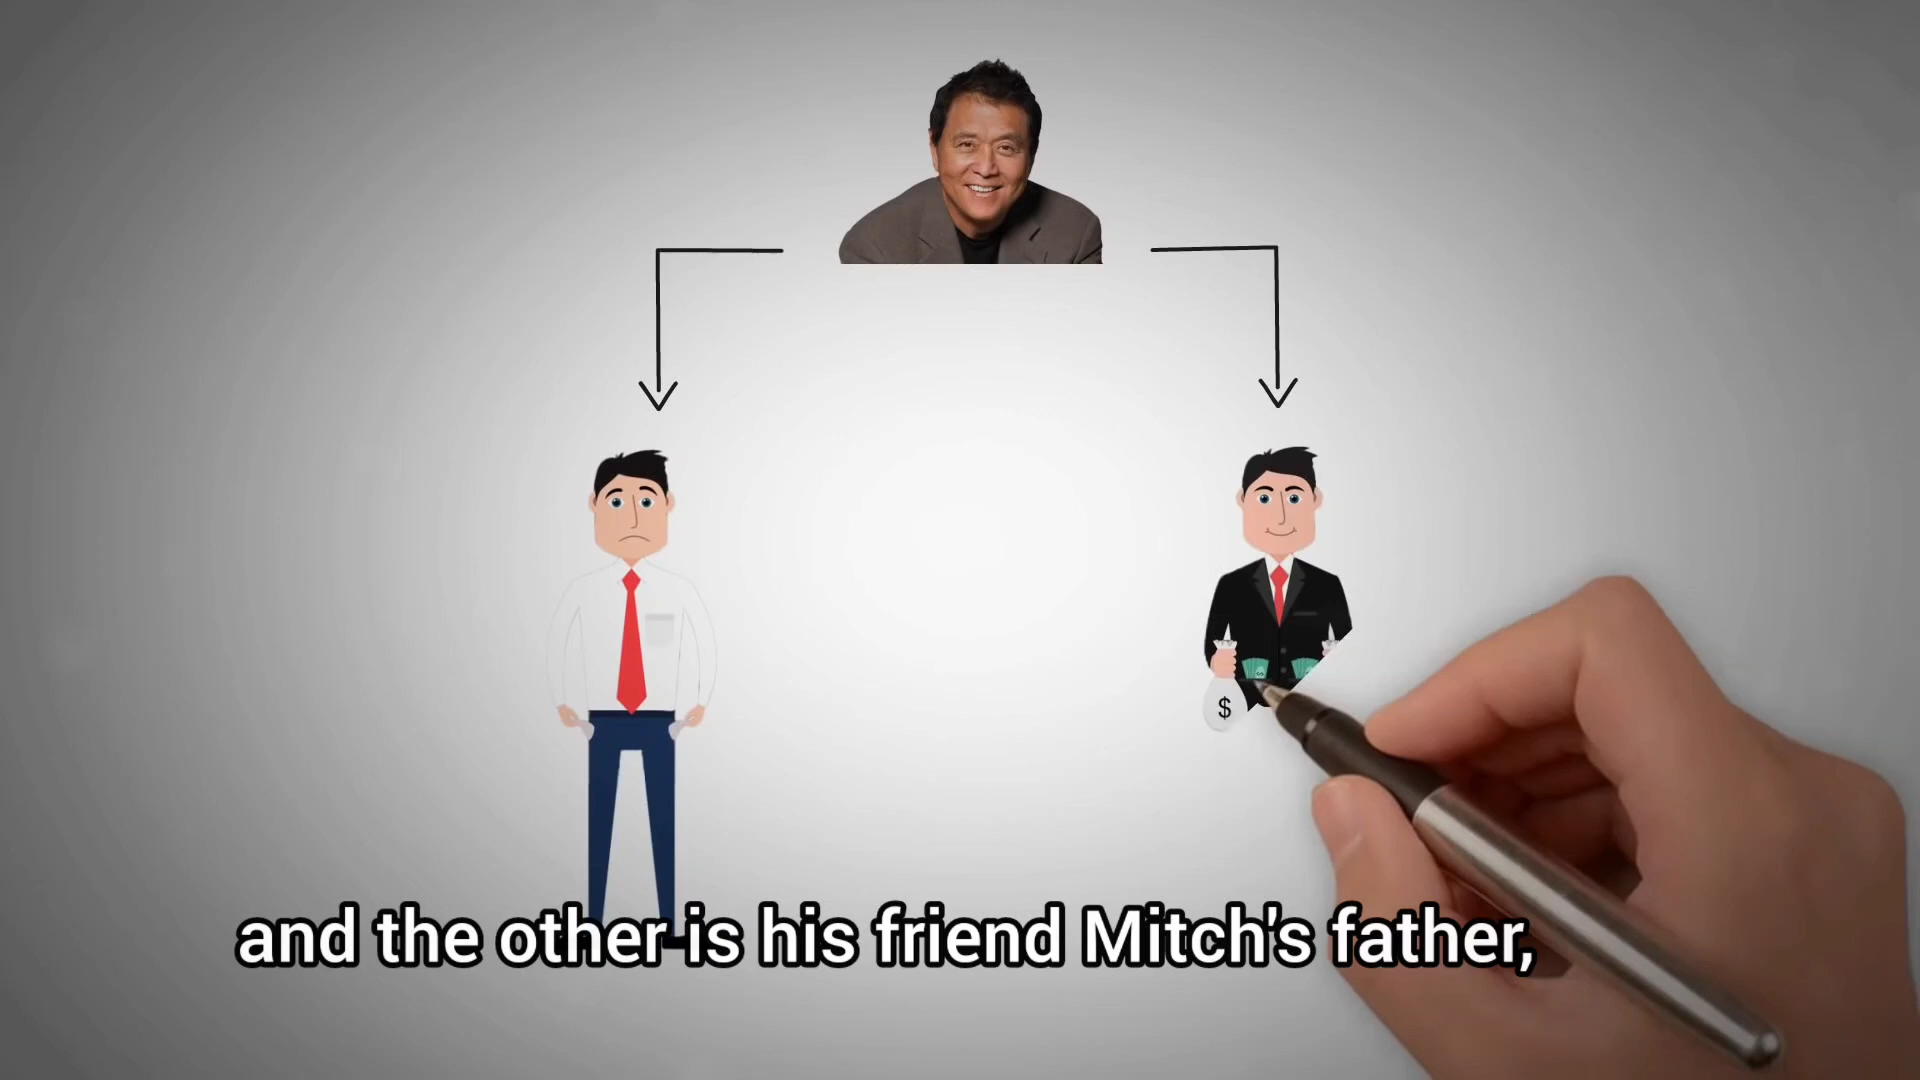 $
and the other is his friend Mitch's father,